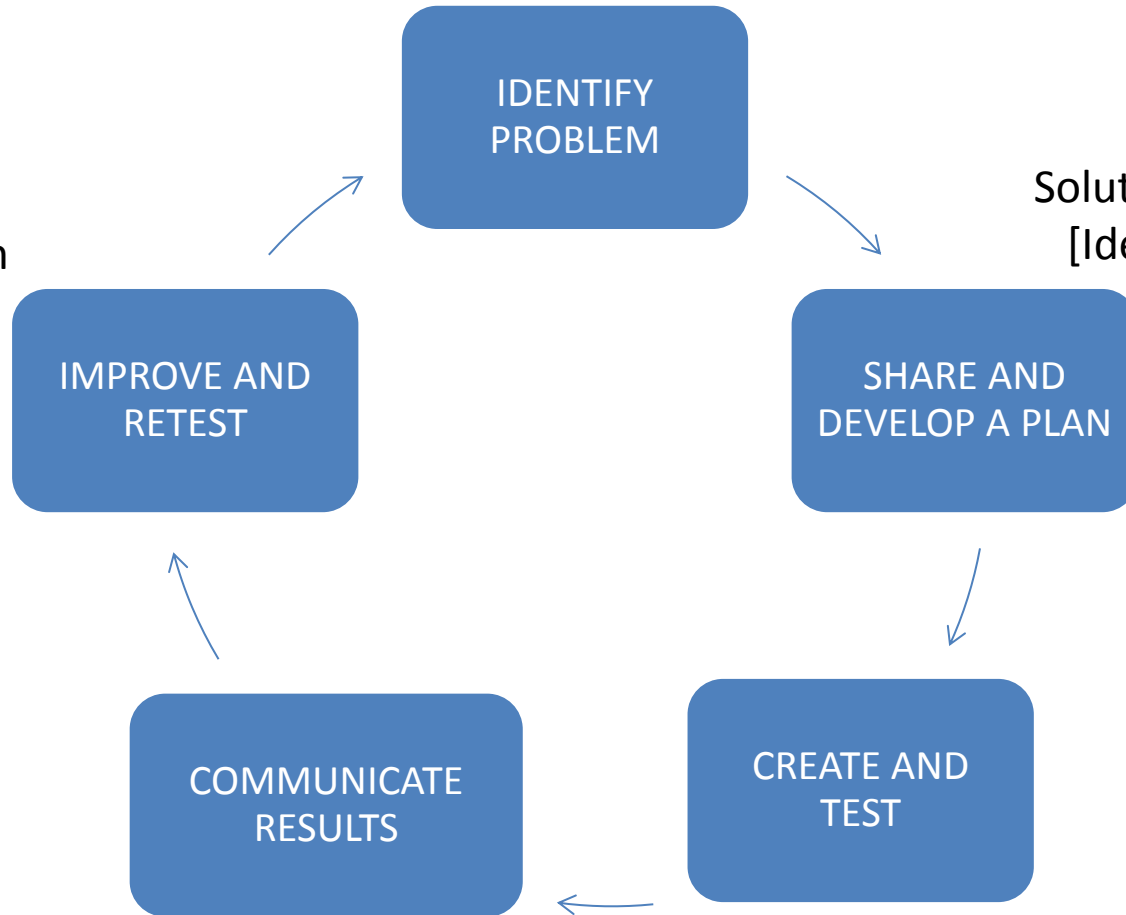 IDENTIFY
PROBLEM
SHARE AND
DEVELOP A PLAN
CREATE AND
TEST
COMMUNICATE
RESULTS
IMPROVE AND
RETEST